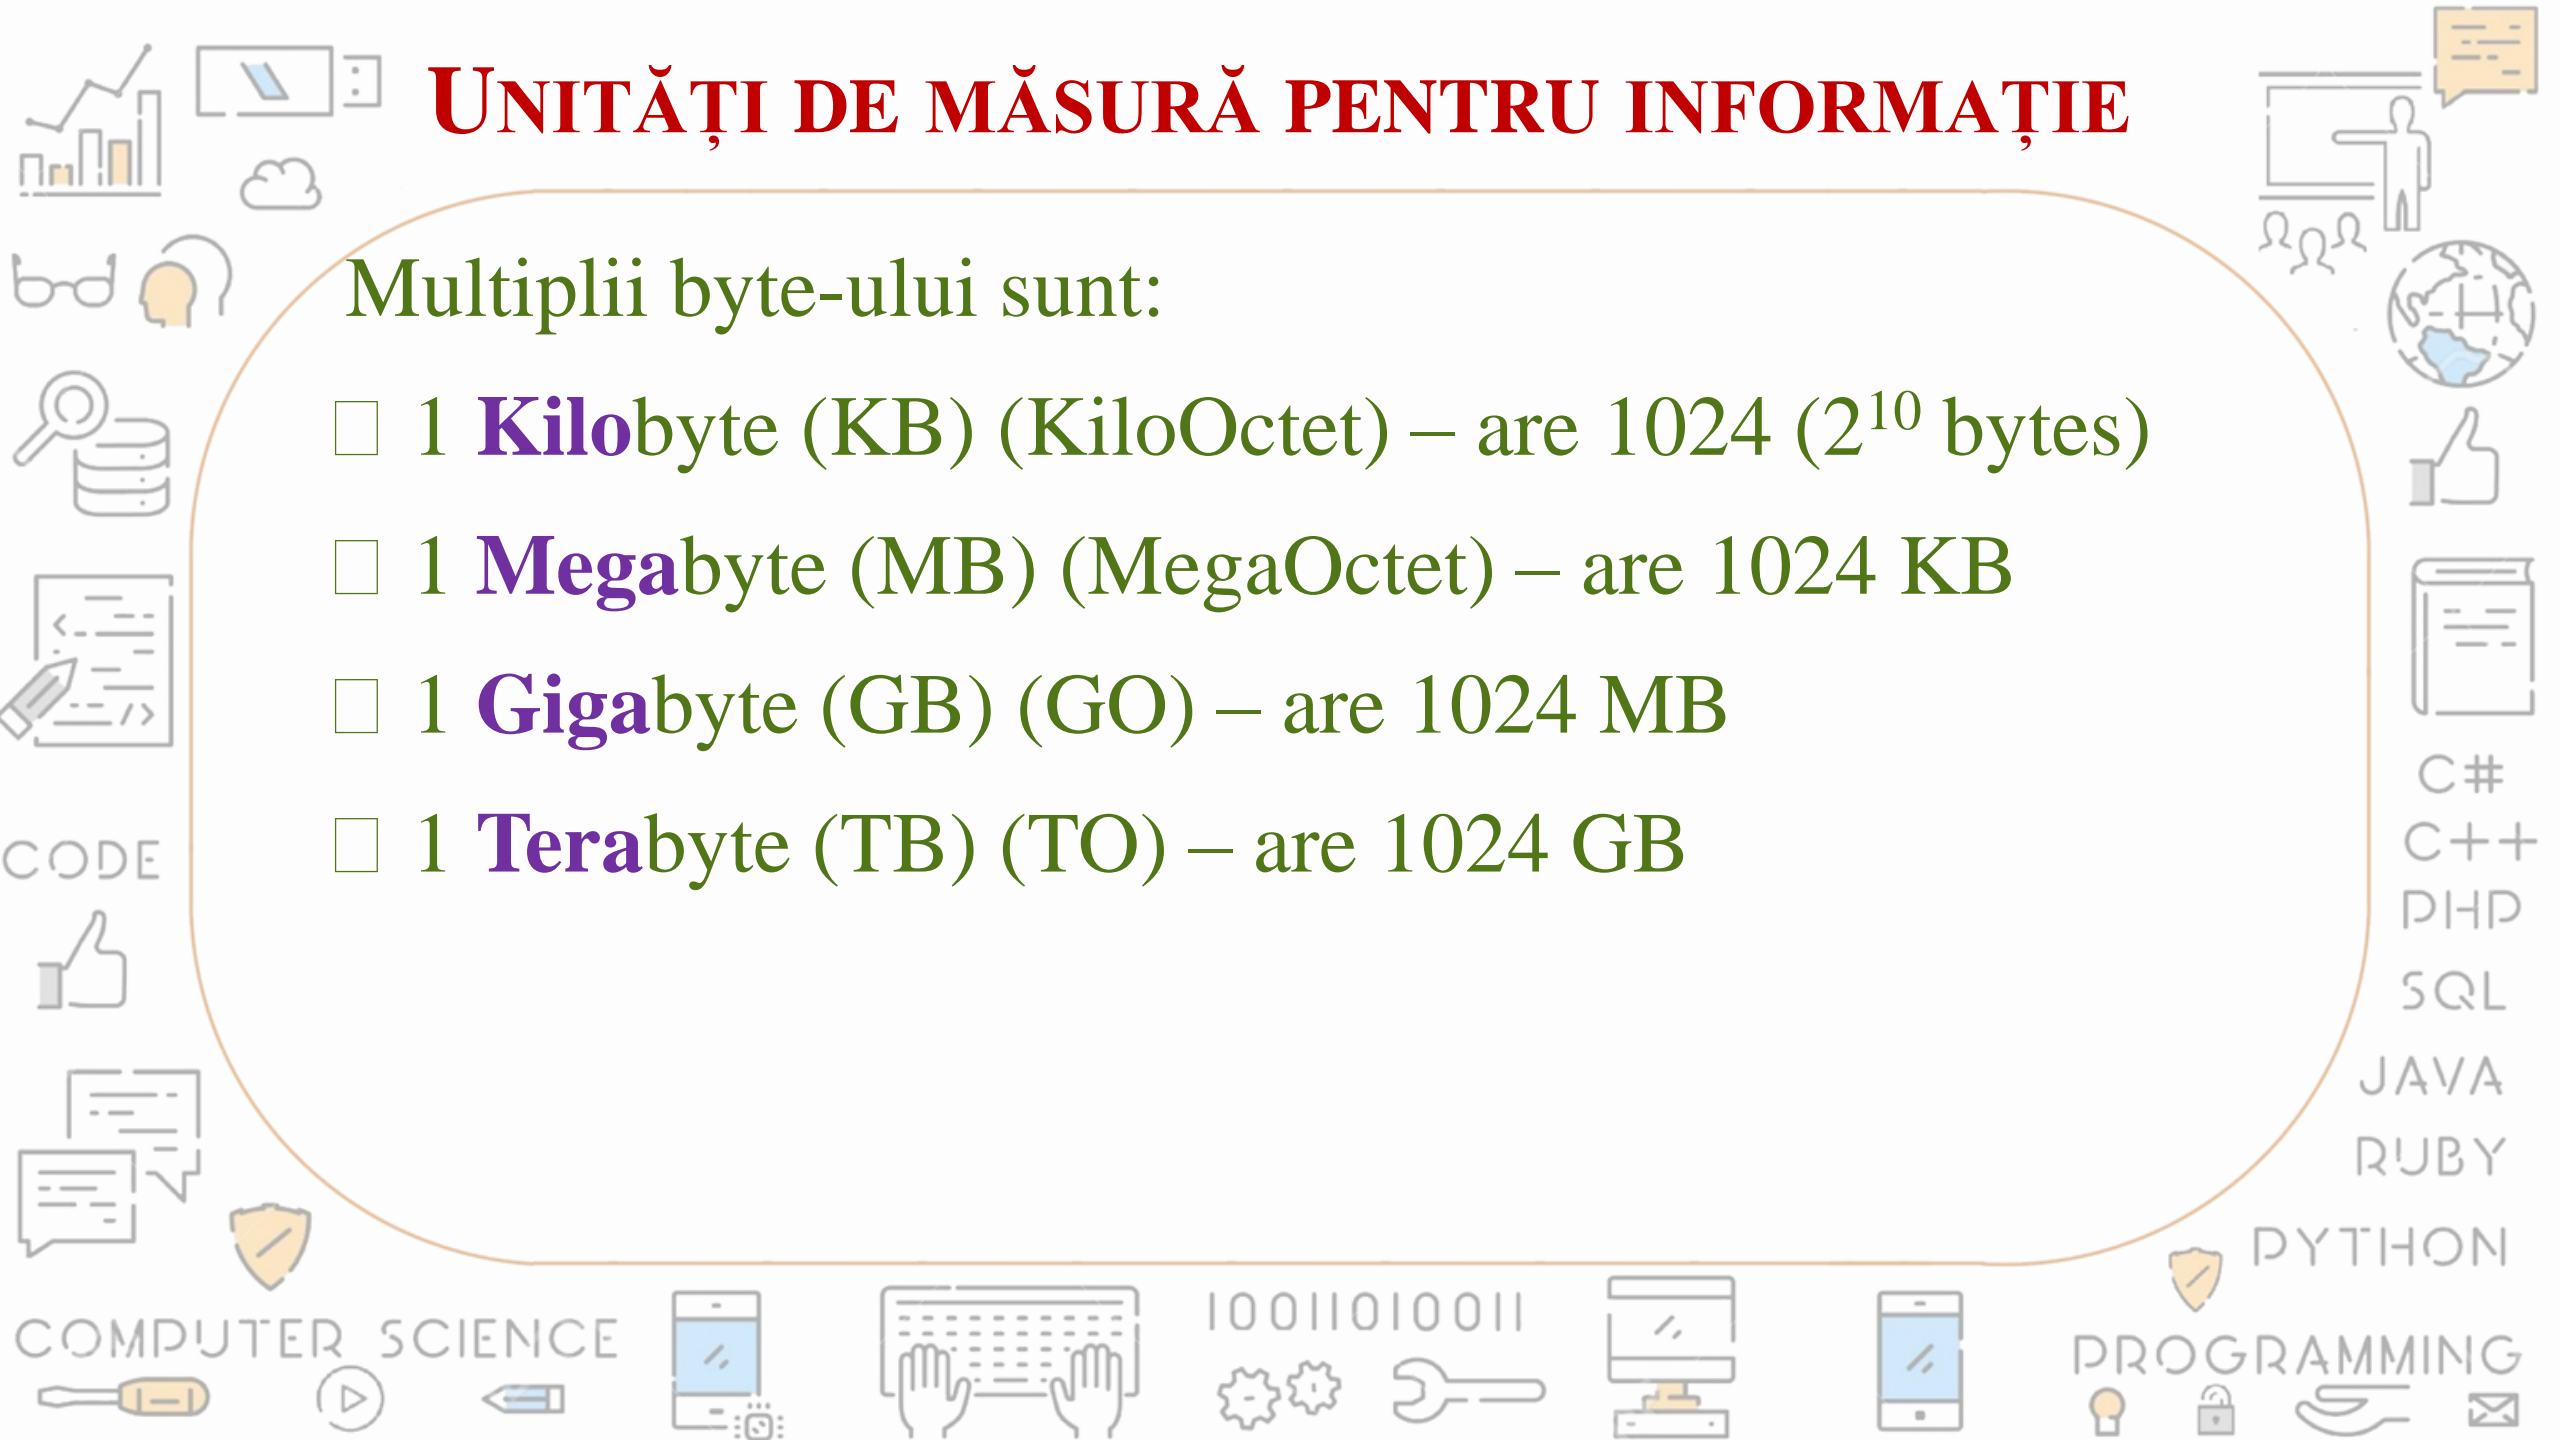 UNITĂȚI DE MĂSURĂ PENTRU INFORMAȚIE
Multiplii byte-ului sunt:
1 Kilobyte (KB) (KiloOctet) – are 1024 (2¹⁰ bytes)
1 Megabyte (MB) (MegaOctet) – are 1024 KB
1 Gigabyte (GB) (GO) – are 1024 MB
1 Terabyte (TB) (TO) – are 1024 GB
C#
C++
CODE
PHP
SQL
JAVA
RUBY
PYTHON
10011010011
COMPUTER SCIENCE
PROGRAMMING